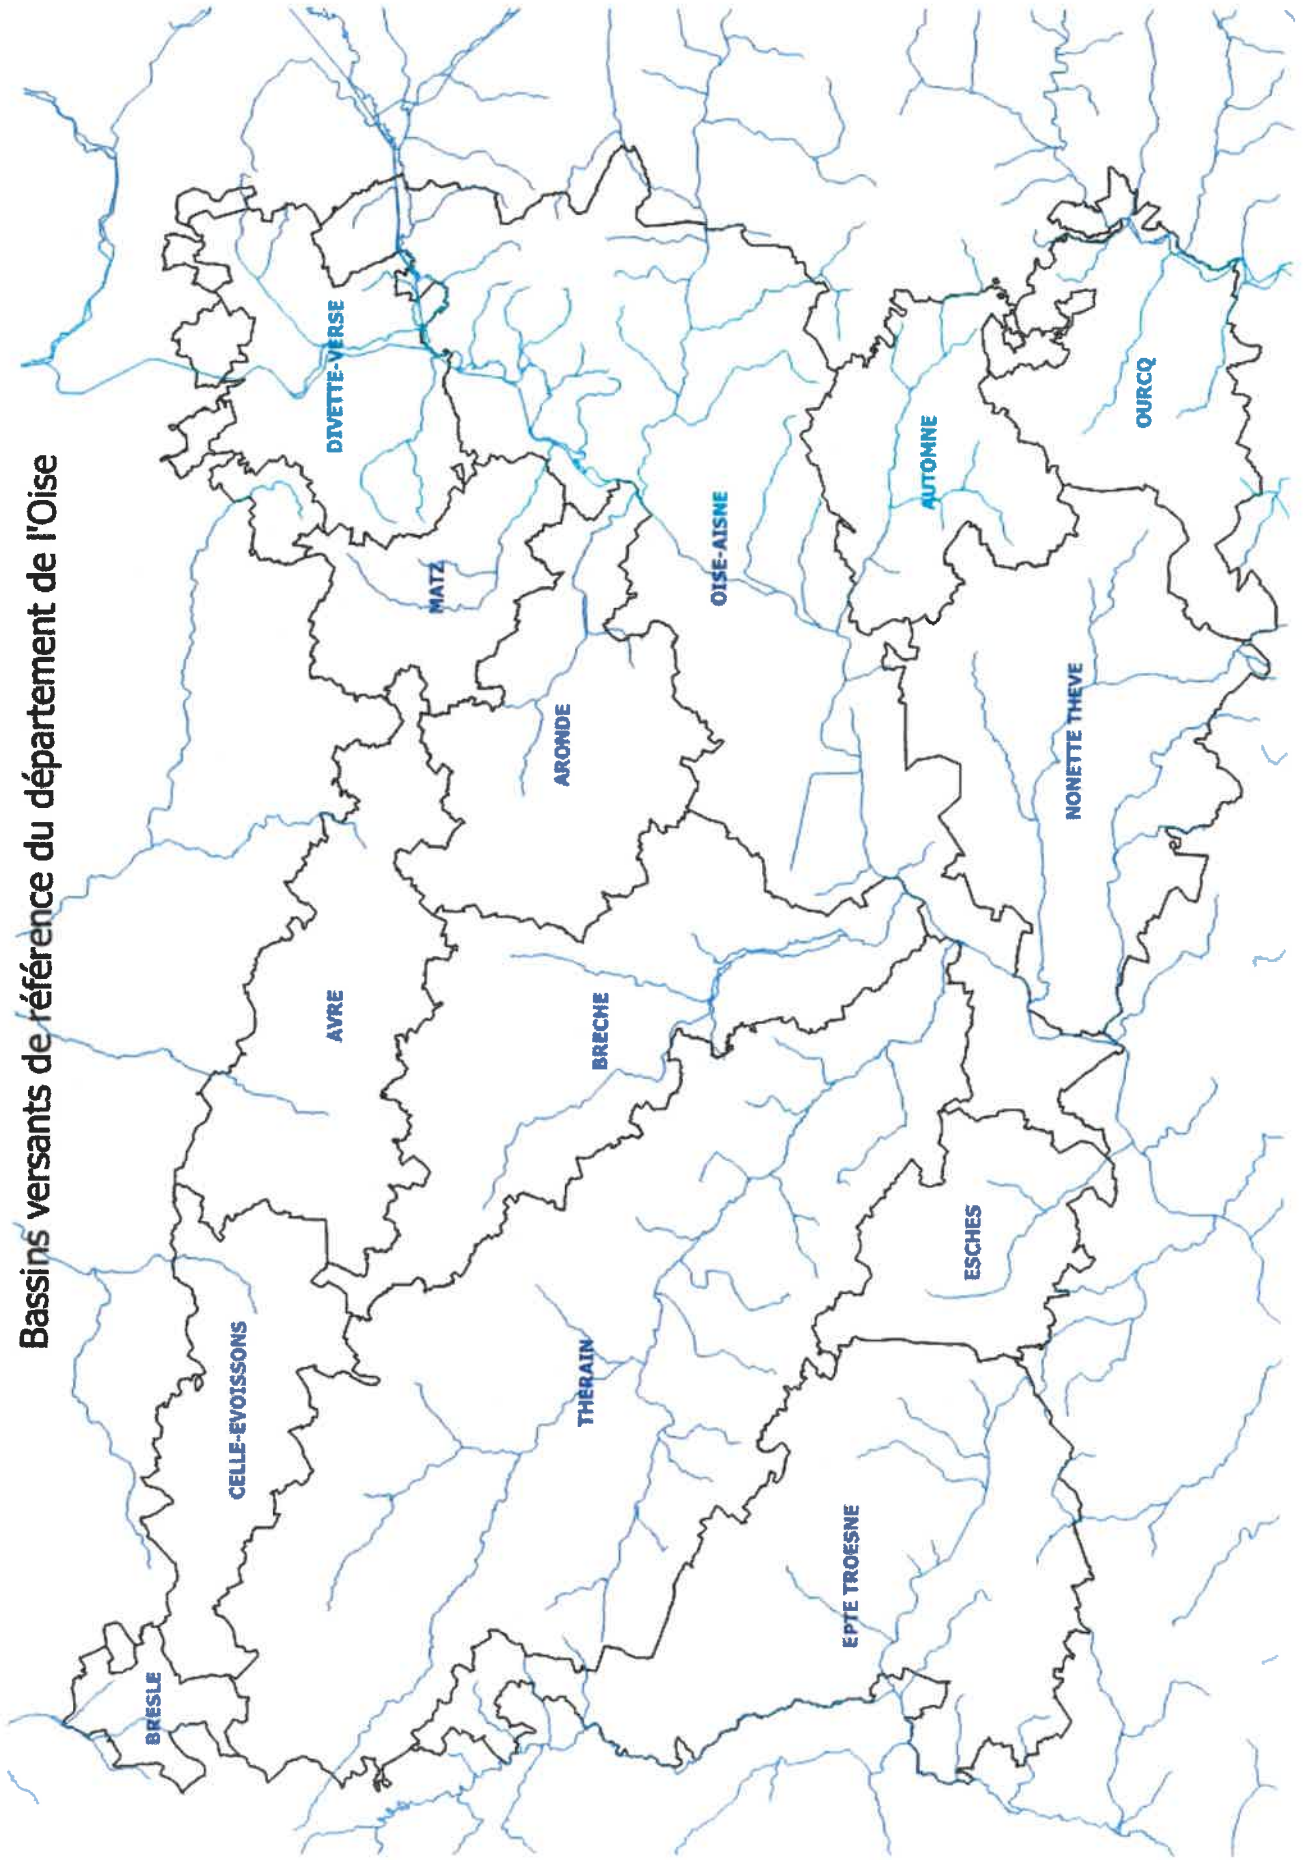 Bassins versants de référence du département de l'Oise
BRESLE
CELLE-EVOISSONS
AVRE
DIVETTE-VERSE
MATZ
ARONDE
BRECHE
THERAIN
OISE-AISNE
EPTE TROESNE
ESCHES
AUTOMNE
NONETTE THEVE
OURCQ